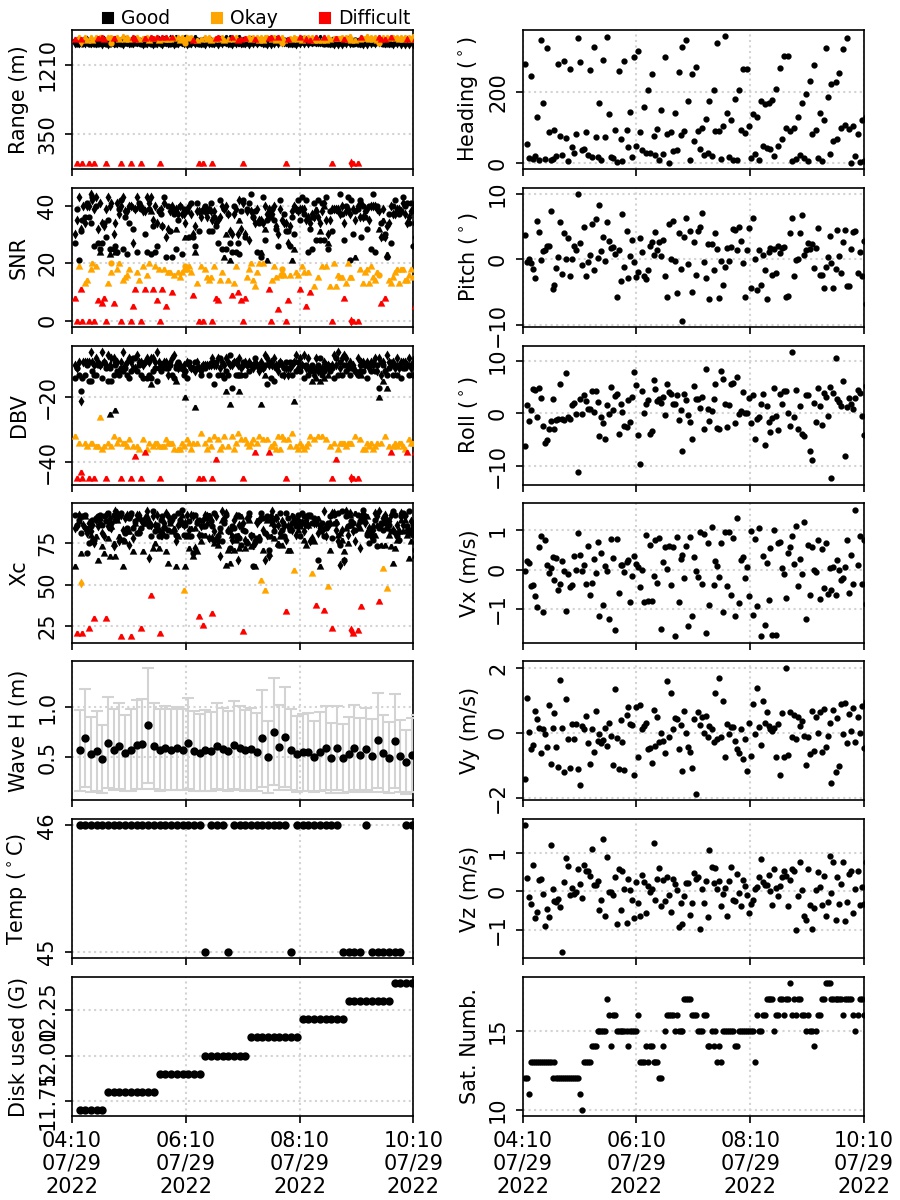 Good Okay Difficult
Range (m)
1210
350
Heading (°)
200
0
SNR
40
20
0
Pitch (°)
10
0
−10
DBV
−20
−40
Roll (°)
10
0
−10
Xc
75
50
25
Vx (m/s)
1
0
−1
Wave H (m)
1.0
0.5
Vy (m/s)
2
0
−2
Temp (°C)
46
45
Vz (m/s)
1
0
−1
Disk used (G)
12.25
12.00
11.75
Sat. Numb.
15
10
04:10 06:10 08:10 10:10 04:10 06:10 08:10 10:10
07/29 07/29 07/29 07/29 07/29 07/29 07/29 07/29
2022 2022 2022 2022 2022 2022 2022 2022